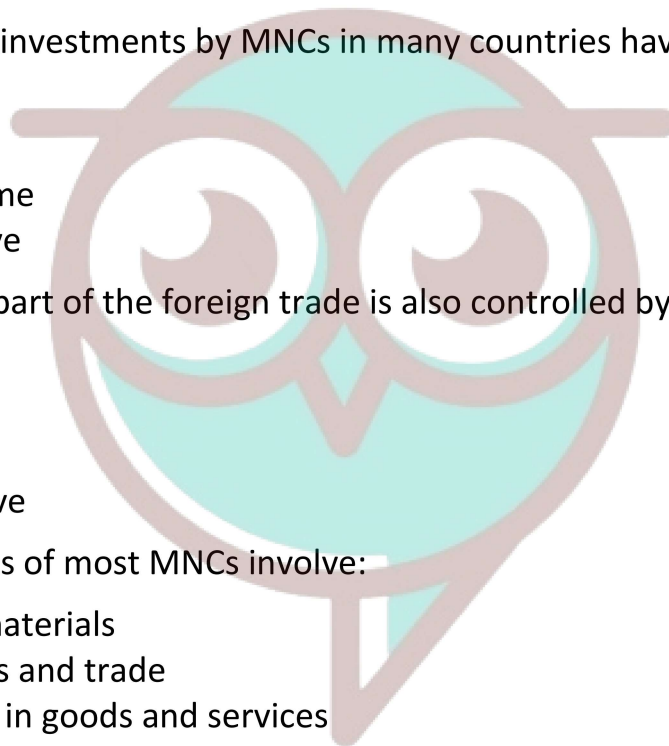 investments by MNCs in many countries hav
me
ve
part of the foreign trade is also controlled by
ve
s of most MNCs involve:
naterials
s and trade
in goods and services